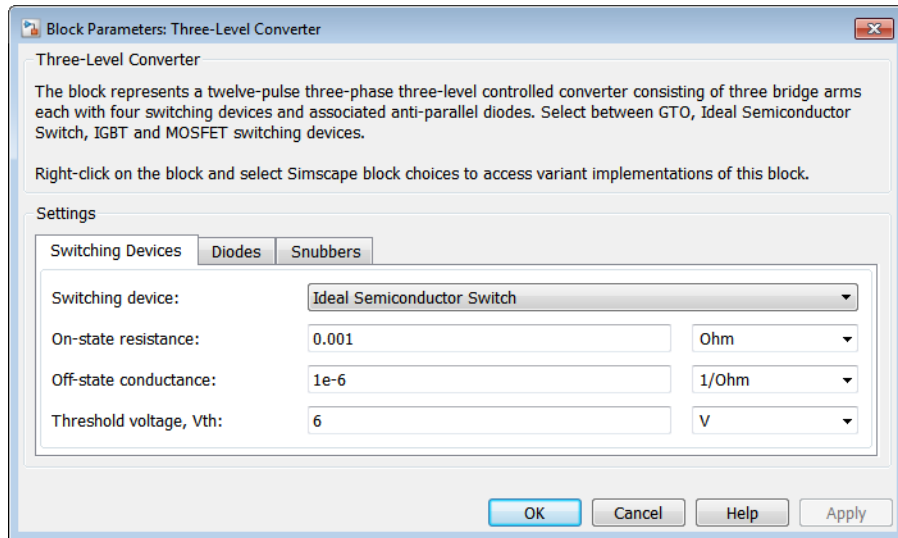 Block Parameters: Three-Level Converter
Three-Level Converter
The block represents a twelve-pulse three-phase three-level controlled converter consisting of three bridge arms
each with four switching devices and associated anti-parallel diodes. Select between GTO, Ideal Semiconductor
Switch, IGBT and MOSFET switching devices.
Right-click on the block and select Simscape block choices to access variant implementations of this block.
Settings
Switching Devices Diodes Snubbers
Switching device: Ideal Semiconductor Switch
On-state resistance: 0.001 Ohm
Off-state conductance: 1e-6 1/Ohm
Threshold voltage, Vth: 6 V
OK Cancel Help Apply